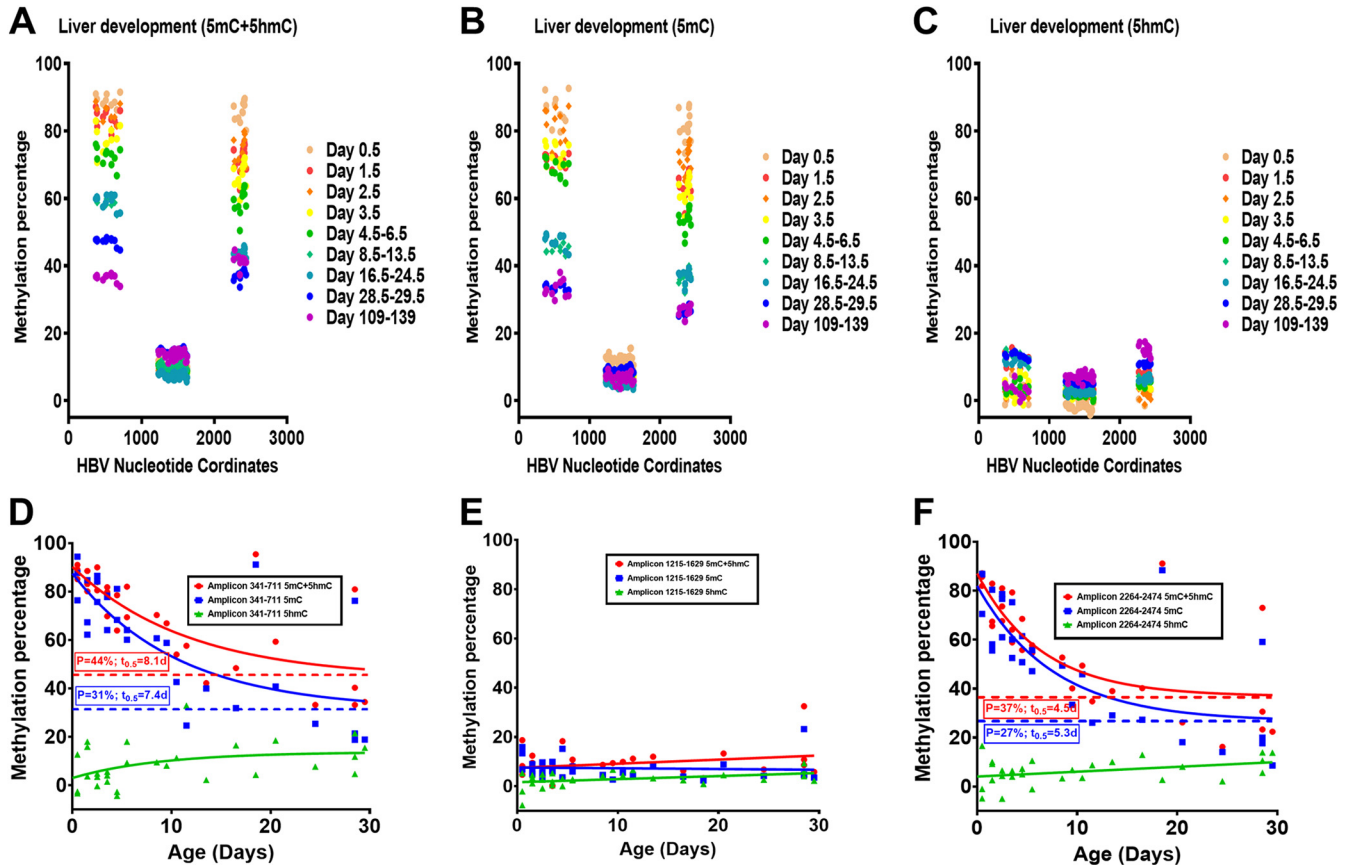 A Liver development (5mC+5hmC)
Methylation percentage
100
80
60
40
20
0
0 1000 2000 3000
HBV Nucleotide Cordinates
Day 0.5
Day 1.5
Day 2.5
Day 3.5
Day 4.5-6.5
Day 8.5-13.5
Day 16.5-24.5
Day 28.5-29.5
Day 109-139
B Liver development (5mC)
Methylation percentage
100
80
60
40
20
0
0 1000 2000 3000
HBV Nucleotide Cordinates
Day 0.5
Day 1.5
Day 2.5
Day 3.5
Day 4.5-6.5
Day 8.5-13.5
Day 16.5-24.5
Day 28.5-29.5
Day 109-139
C Liver development (5hmC)
Methylation percentage
100
80
60
40
20
0
0 1000 2000 3000
HBV Nucleotide Cordinates
Day 0.5
Day 1.5
Day 2.5
Day 3.5
Day 4.5-6.5
Day 8.5-13.5
Day 16.5-24.5
Day 28.5-29.5
Day 109-139
D
Methylation percentage
100
80
60
40
20
0
Amplicon 341-711 5mC+5hmC
Amplicon 341-711 5mC
Amplicon 341-711 5hmC
P=44%; t0.5=8.1d
P=31%; t0.5=7.4d
0 10 20 30
Age (Days)
E
Methylation percentage
100
80
60
40
20
0
Amplicon 1215-1629 5mC+5hmC
Amplicon 1215-1629 5mC
Amplicon 1215-1629 5hmC
0 10 20 30
Age (Days)
F
Methylation percentage
100
80
60
40
20
0
Amplicon 2264-2474 5mC+5hmC
Amplicon 2264-2474 5mC
Amplicon 2264-2474 5hmC
P=37%; t0.5=4.5d
P=27%; t0.5=5.3d
0 10 20 30
Age (Days)